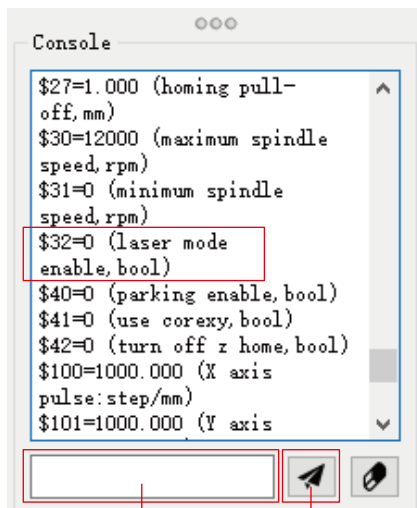 Console
$27=1.000 (homing pull-
off,mm)
$30=12000 (maximum spindle
speed,rpm)
$31=0 (minimum spindle
speed,rpm)
$32=0 (laser mode
enable,bool)
$40=0 (parking enable,bool)
$41=0 (use corexy,bool)
$42=0 (turn off z home,bool)
$100=1000.000 (X axis
pulse:step/mm)
$101=1000.000 (Y axis